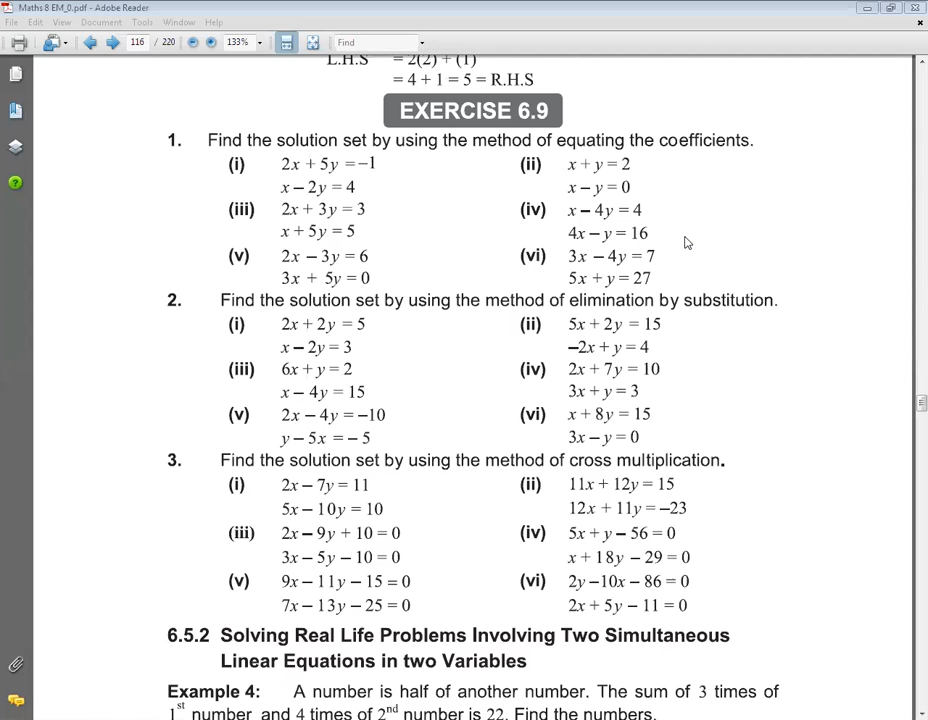 Maths 8 EM_0.pdf - Adobe Reader
File Edit View Document Tools Window Help
116 / 220 133% Find
L.H.S = 2(2) + (1)
= 4 + 1 = 5 = R.H.S
EXERCISE 6.9
1. Find the solution set by using the method of equating the coefficients.
(i) 2x + 5y = −1 (ii) x + y = 2
x − 2y = 4 x − y = 0
(iii) 2x + 3y = 3 (iv) x − 4y = 4
x + 5y = 5 4x − y = 16
(v) 2x − 3y = 6 (vi) 3x − 4y = 7
3x + 5y = 0 5x + y = 27
2. Find the solution set by using the method of elimination by substitution.
(i) 2x + 2y = 5 (ii) 5x + 2y = 15
x − 2y = 3 −2x + y = 4
(iii) 6x + y = 2 (iv) 2x + 7y = 10
x − 4y = 15 3x + y = 3
(v) 2x − 4y = −10 (vi) x + 8y = 15
y − 5x = − 5 3x − y = 0
3. Find the solution set by using the method of cross multiplication.
(i) 2x − 7y = 11 (ii) 11x + 12y = 15
5x − 10y = 10 12x + 11y = −23
(iii) 2x − 9y + 10 = 0 (iv) 5x + y − 56 = 0
3x − 5y − 10 = 0 x + 18y − 29 = 0
(v) 9x − 11y − 15 = 0 (vi) 2y −10x − 86 = 0
7x − 13y − 25 = 0 2x + 5y − 11 = 0
6.5.2 Solving Real Life Problems Involving Two Simultaneous
Linear Equations in two Variables
Example 4: A number is half of another number. The sum of 3 times of
1st number and 4 times of 2nd number is 22. Find the numbers.